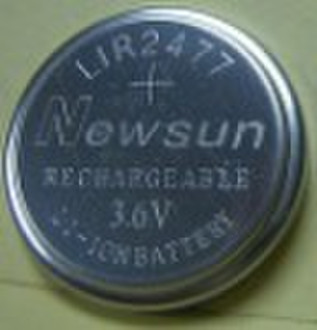 LIR2477
+
Newsun
RECHARGEABLE
3.6V
Li-IONBATTERY